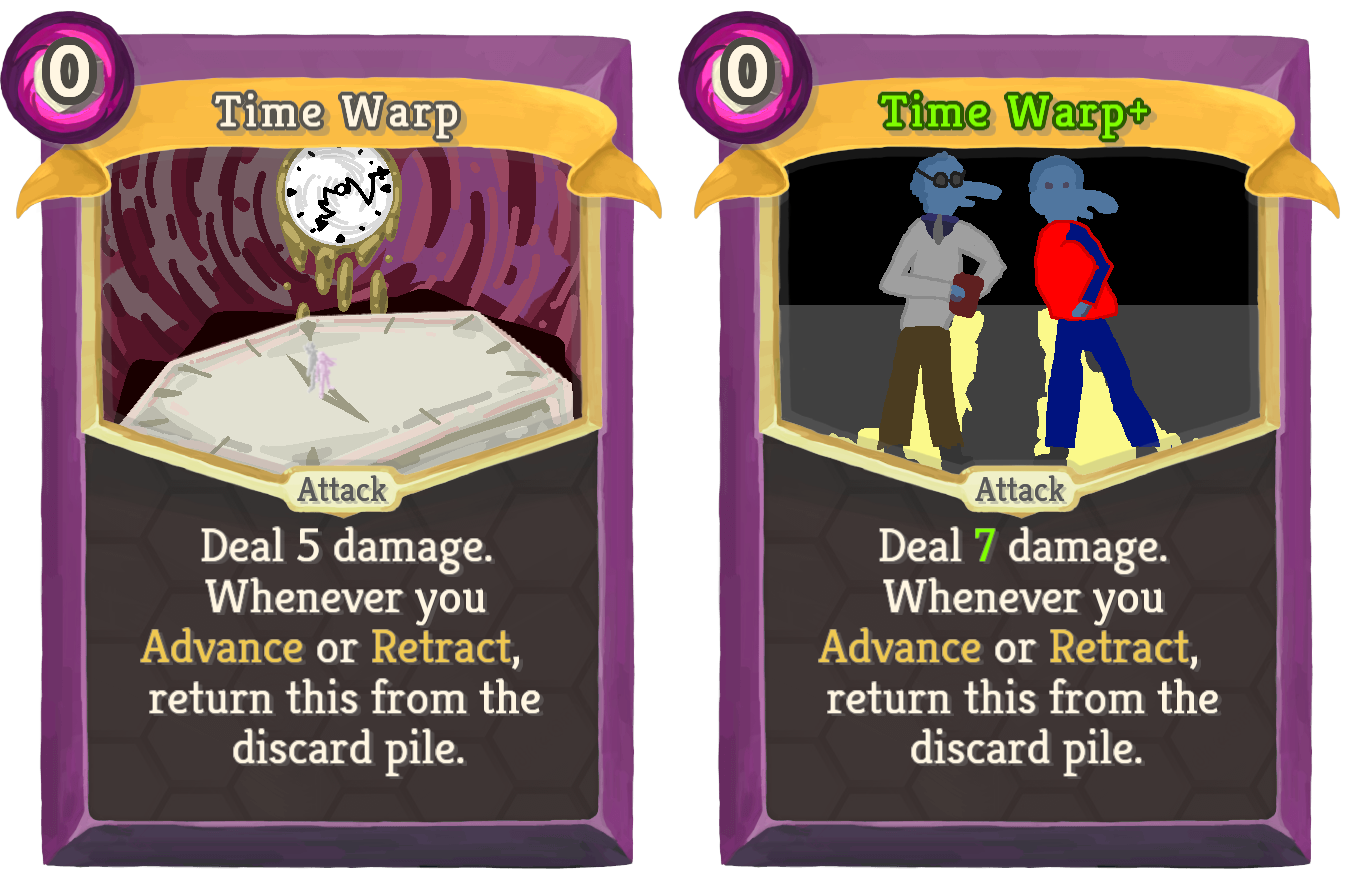 0
Time Warp
Attack
Deal 5 damage.
Whenever you
Advance or Retract,
return this from the
discard pile.
0
Time Warp+
Attack
Deal 7 damage.
Whenever you
Advance or Retract,
return this from the
discard pile.